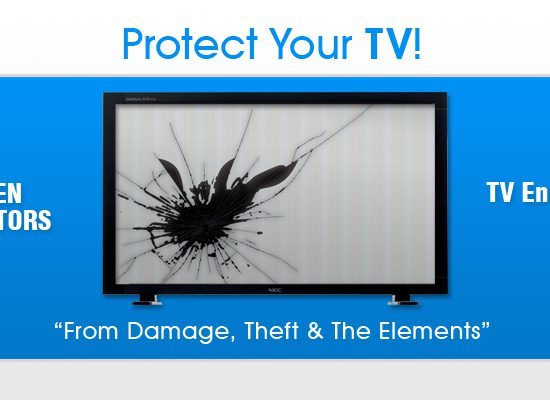 Protect Your TV!
EN
TORS
TV En
NEC
“From Damage, Theft & The Elements”